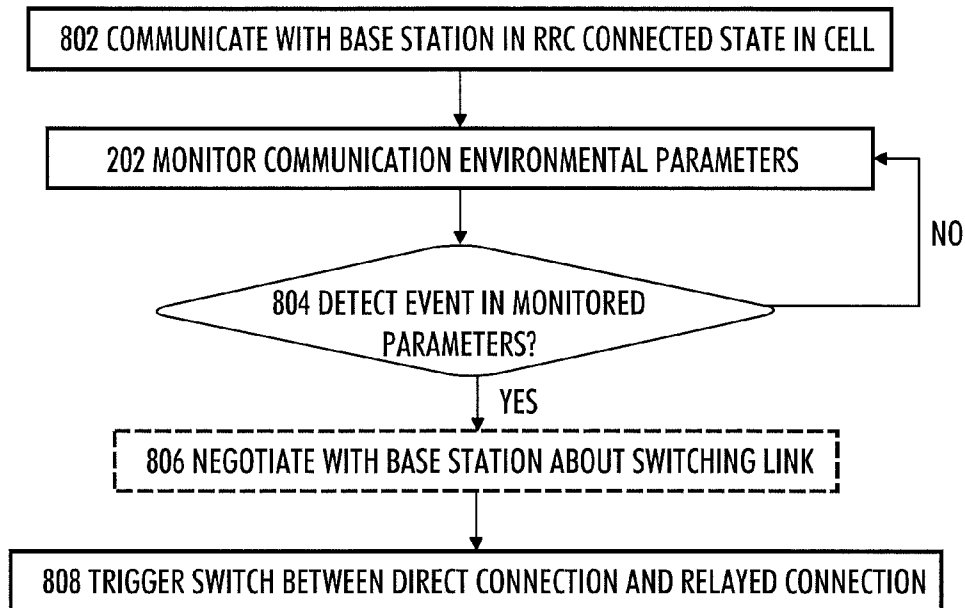 802 COMMUNICATE WITH BASE STATION IN RRC CONNECTED STATE IN CELL
202 MONITOR COMMUNICATION ENVIRONMENTAL PARAMETERS
NO
804 DETECT EVENT IN MONITORED
PARAMETERS?
YES
806 NEGOTIATE WITH BASE STATION ABOUT SWITCHING LINK
808 TRIGGER SWITCH BETWEEN DIRECT CONNECTION AND RELAYED CONNECTION